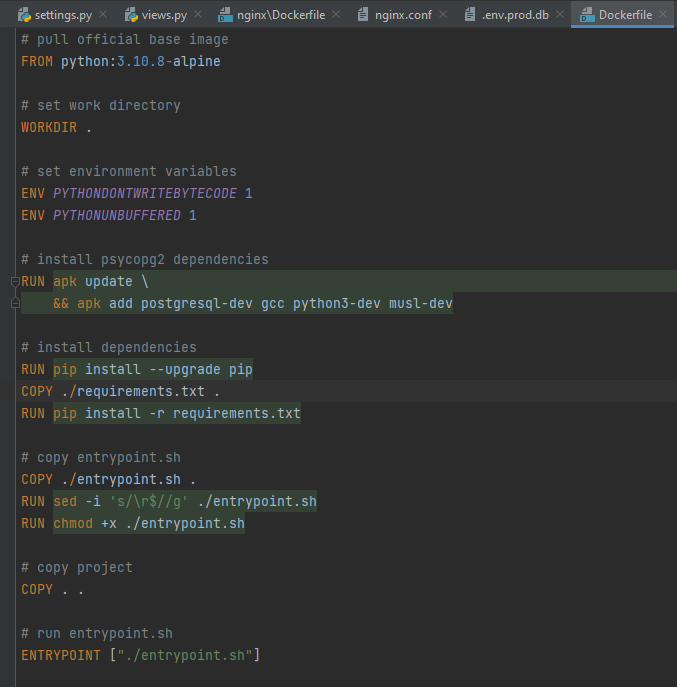 settings.py views.py nginx\Dockerfile nginx.conf .env.prod.db Dockerfile
# pull official base image
FROM python:3.10.8-alpine
# set work directory
WORKDIR .
# set environment variables
ENV PYTHONDONTWRITEBYTECODE 1
ENV PYTHONUNBUFFERED 1
# install psycopg2 dependencies
RUN apk update \
    && apk add postgresql-dev gcc python3-dev musl-dev
# install dependencies
RUN pip install --upgrade pip
COPY ./requirements.txt .
RUN pip install -r requirements.txt
# copy entrypoint.sh
COPY ./entrypoint.sh .
RUN sed -i 's/\r$//g' ./entrypoint.sh
RUN chmod +x ./entrypoint.sh
# copy project
COPY . .
# run entrypoint.sh
ENTRYPOINT ["./entrypoint.sh"]